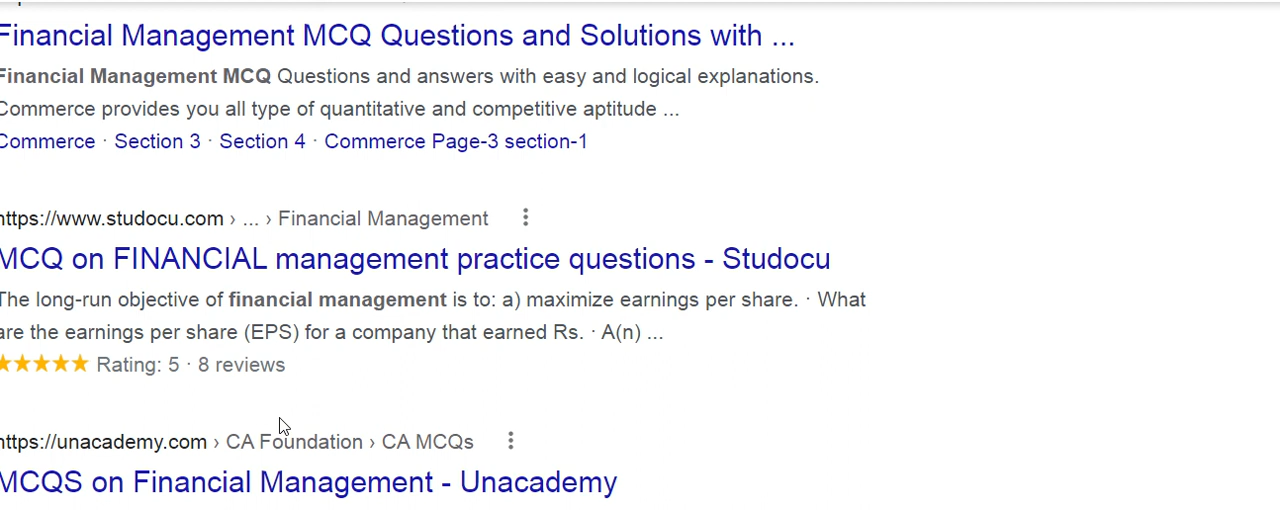 Financial Management MCQ Questions and Solutions with ...
Financial Management MCQ Questions and answers with easy and logical explanations.
Commerce provides you all type of quantitative and competitive aptitude ...
Commerce · Section 3 · Section 4 · Commerce Page-3 section-1
https://www.studocu.com › ... › Financial Management
MCQ on FINANCIAL management practice questions - Studocu
The long-run objective of financial management is to: a) maximize earnings per share. · What
are the earnings per share (EPS) for a company that earned Rs. · A(n) ...
Rating: 5 · 8 reviews
https://unacademy.com › CA Foundation › CA MCQs
MCQS on Financial Management - Unacademy